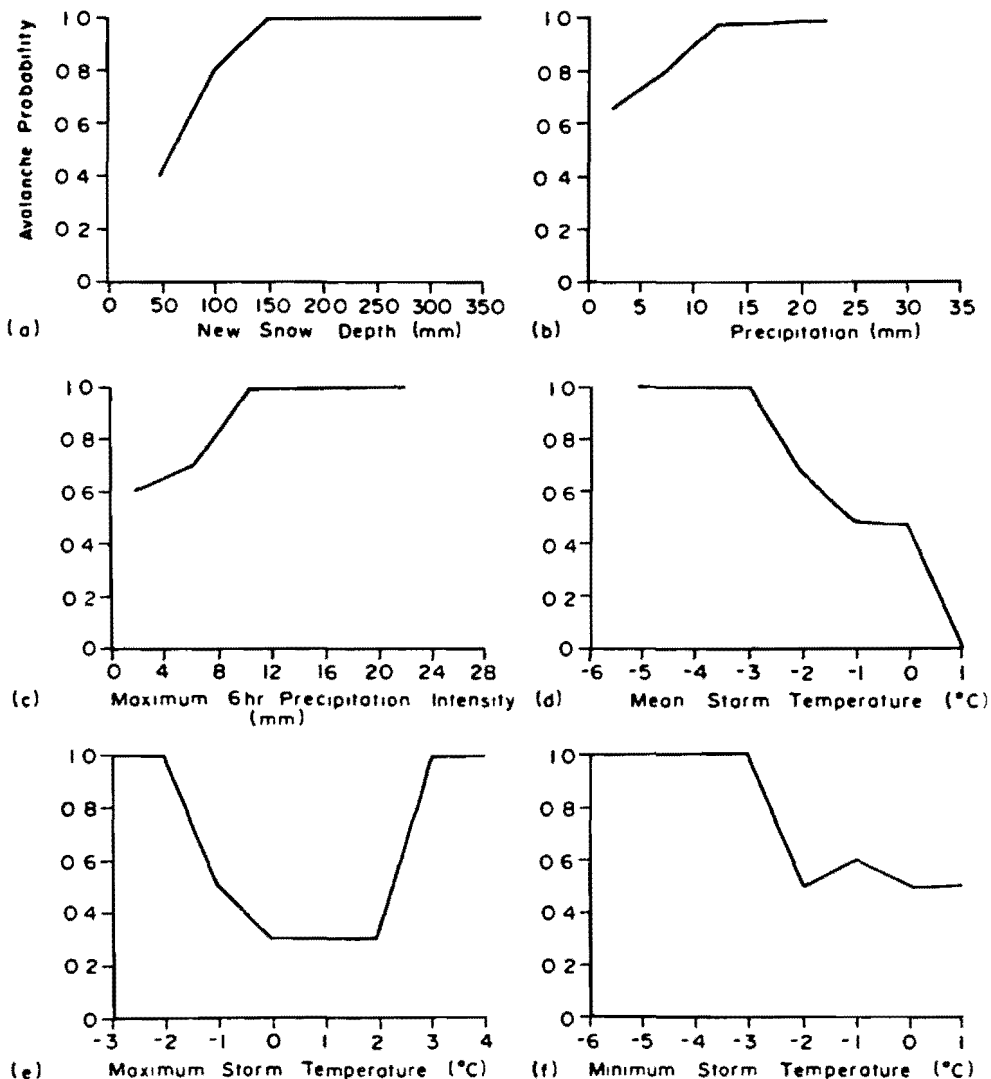 Avalanche Probability
1 0
0 8
0 6
0 4
0 2
0
0 50 100 150 200 250 300 350
(a) New Snow Depth (mm)
1 0
0 8
0 6
0 4
0 2
0
0 5 10 15 20 25 30 35
(b) Precipitation (mm)
1 0
0 8
0 6
0 4
0 2
0
0 4 8 12 16 20 24 28
(c) Maximum 6hr Precipitation Intensity
(mm)
1 0
0 8
0 6
0 4
0 2
0
-6 -5 -4 -3 -2 -1 0 1
(d) Mean Storm Temperature (°C)
1 0
0 8
0 6
0 4
0 2
0
-3 -2 -1 0 1 2 3 4
(e) Maximum Storm Temperature (°C)
1 0
0 8
0 6
0 4
0 2
0
-6 -5 -4 -3 -2 -1 0 1
(f) Minimum Storm Temperature (°C)